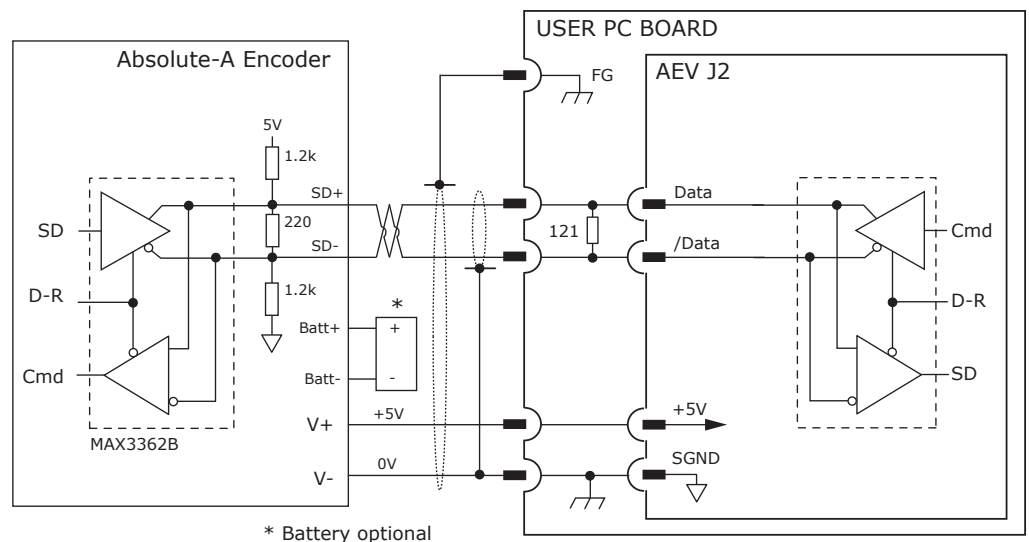 USER PC BOARD
Absolute-A Encoder
AEV J2
FG
5V
1.2k
SD+
Data
SD
220
121
Cmd
SD-
/Data
D-R
1.2k
*
D-R
Batt+
+
Cmd
SD
Batt-
-
MAX3362B
V+
+5V
+5V
V-
0V
SGND
* Battery optional